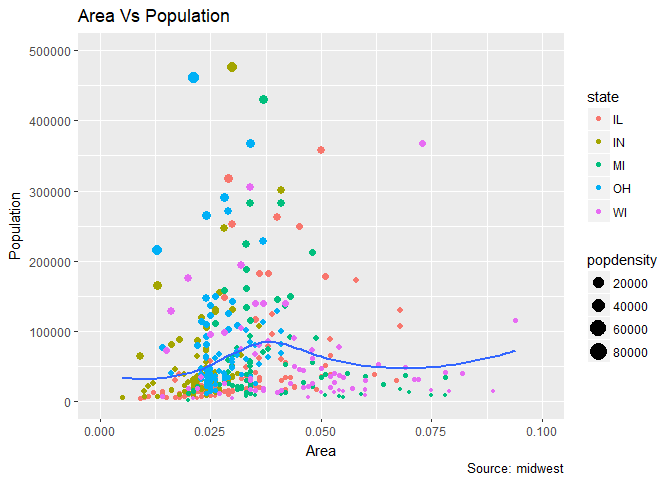 Area Vs Population
500000
400000
300000
200000
100000
0
Population
0.000
0.025
0.050
0.075
0.100
Area
Source: midwest
state
IL
IN
MI
OH
WI
popdensity
20000
40000
60000
80000